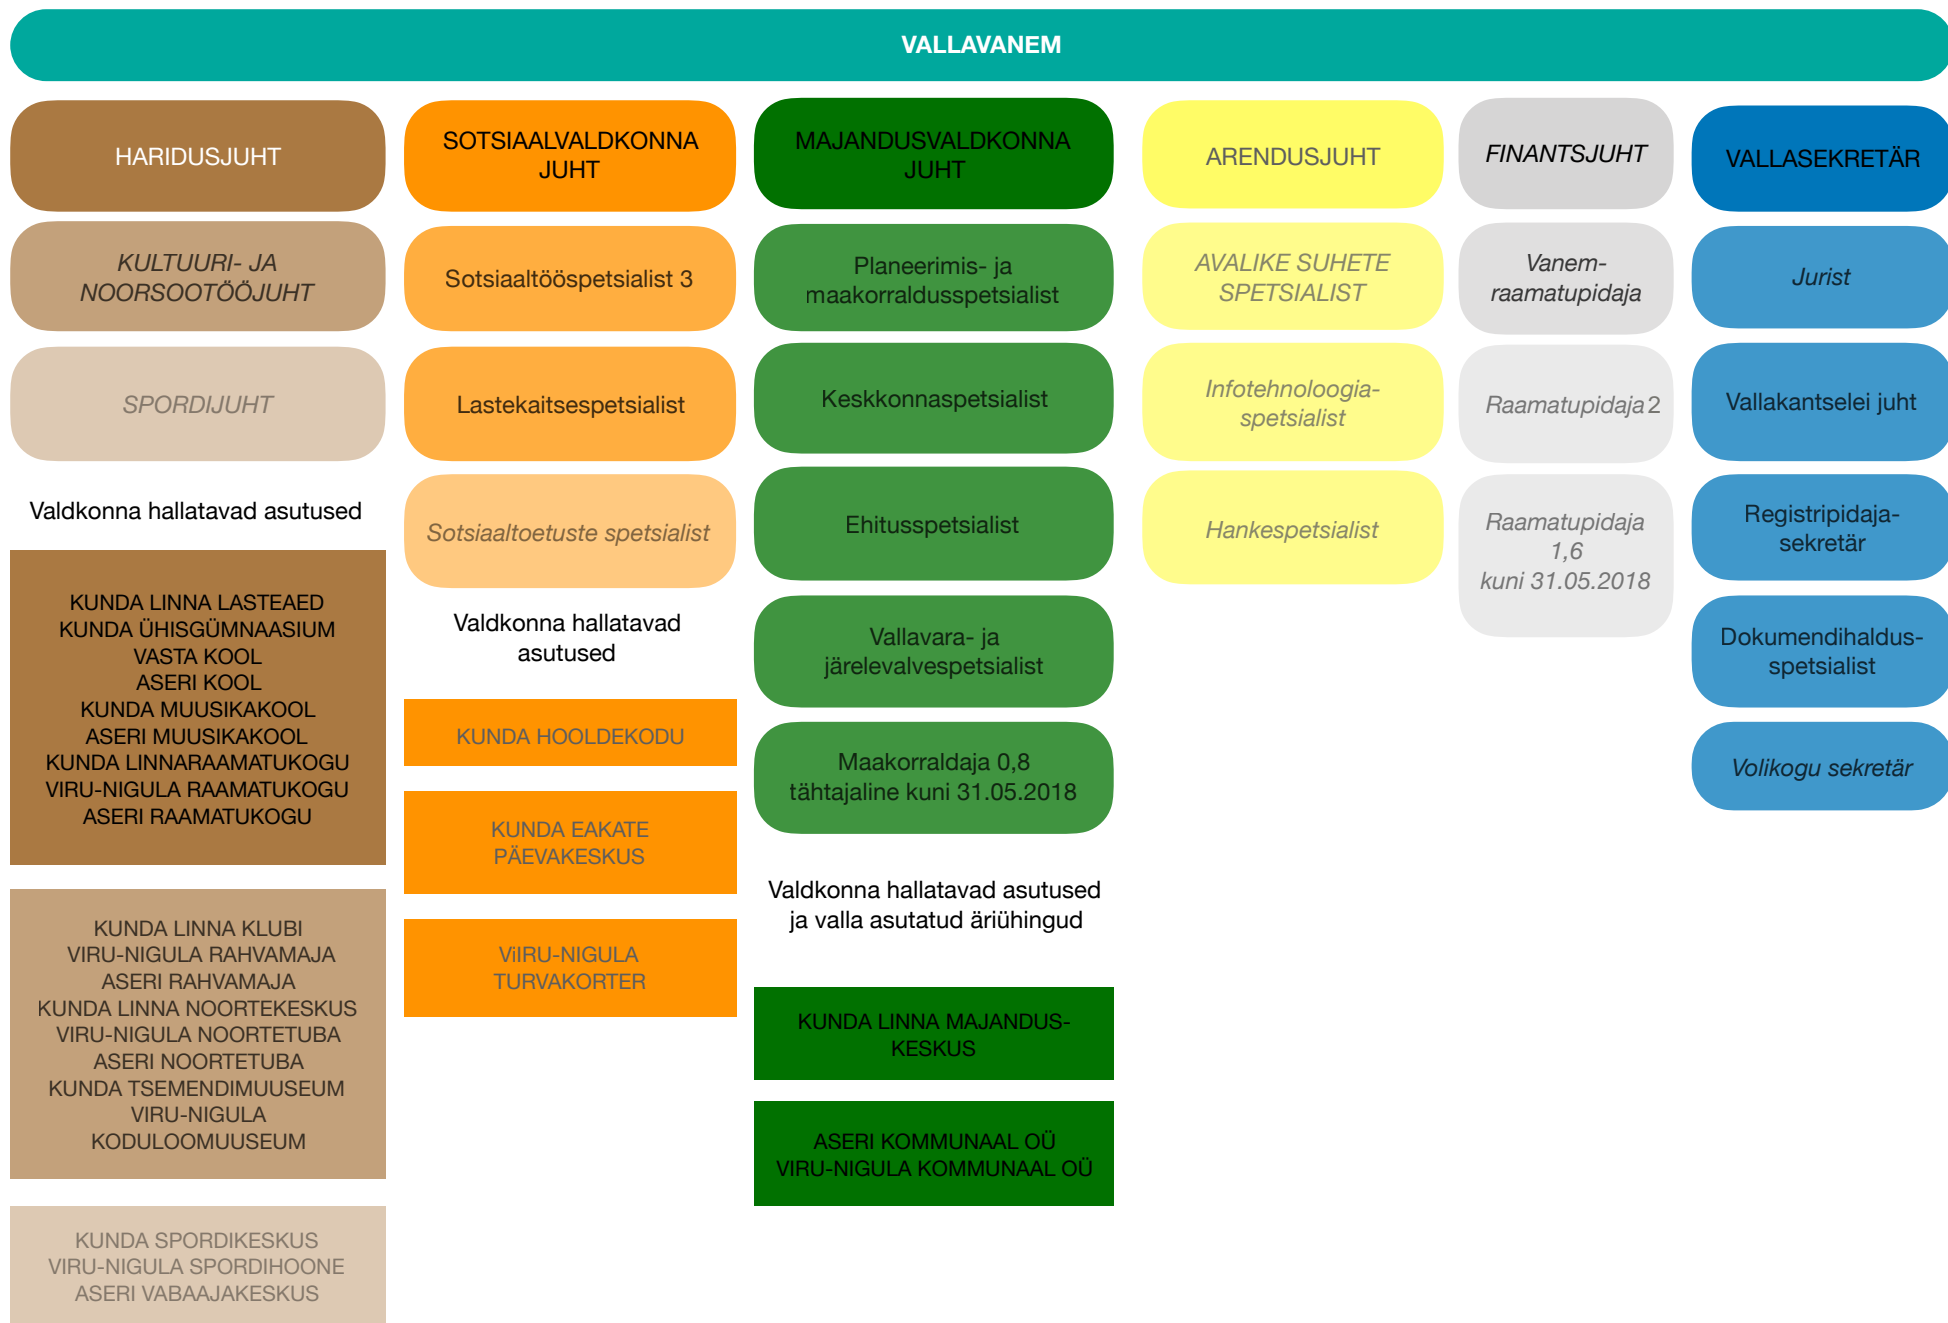 VALLAVANEM
HARIDUSJUHT
KULTUURI- JA
NOORSOOTÖÖJUHT
SPORDIJUHT
Valdkonna hallatavad asutused
KUNDA LINNA LASTEAED
KUNDA ÜHISGÜMNAASIUM
VASTA KOOL
ASERI KOOL
KUNDA MUUSIKAKOOL
ASERI MUUSIKAKOOL
KUNDA LINNARAAMATUKOGU
VIRU-NIGULA RAAMATUKOGU
ASERI RAAMATUKOGU
KUNDA LINNA KLUBI
VIRU-NIGULA RAHVAMAJA
ASERI RAHVAMAJA
KUNDA LINNA NOORTEKESKUS
VIRU-NIGULA NOORTETUBA
ASERI NOORTETUBA
KUNDA TSEMENDIMUUSEUM
VIRU-NIGULA
KODULOOMUUSEUM
KUNDA SPORDIKESKUS
VIRU-NIGULA SPORDIHOONE
ASERI VABAAJAKESKUS
SOTSIAALVALDKONNA
JUHT
Sotsiaaltööspetsialist 3
Lastekaitsespetsialist
Sotsiaaltoetuste spetsialist
Valdkonna hallatavad
asutused
KUNDA HOOLDEKODU
KUNDA EAKATE
PÄEVAKESKUS
ViIRU-NIGULA
TURVAKORTER
MAJANDUSVALDKONNA
JUHT
Planeerimis- ja
maakorraldusspetsialist
Keskkonnaspetsialist
Ehitusspetsialist
Vallavara- ja
järelevalvespetsialist
Maakorraldaja 0,8
tähtajaline kuni 31.05.2018
Valdkonna hallatavad asutused
ja valla asutatud äriühingud
KUNDA LINNA MAJANDUS-
KESKUS
ASERI KOMMUNAAL OÜ
VIRU-NIGULA KOMMUNAAL OÜ
ARENDUSJUHT
AVALIKE SUHETE
SPETSIALIST
Infotehnoloogia-
spetsialist
Hankespetsialist
FINANTSJUHT
Vanem-
raamatupidaja
Raamatupidaja 2
Raamatupidaja
1,6
kuni 31.05.2018
VALLASEKRETÄR
Jurist
Vallakantselei juht
Registripidaja-
sekretär
Dokumendihaldus-
spetsialist
Volikogu sekretär